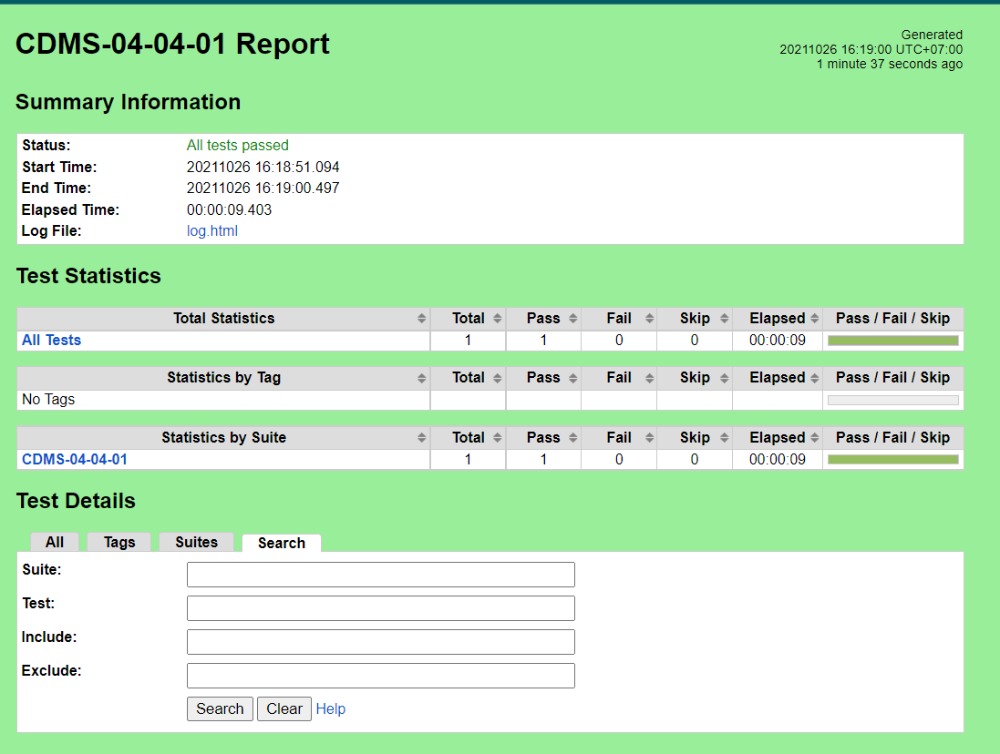 CDMS-04-04-01 Report
Generated
20211026 16:19:00 UTC+07:00
1 minute 37 seconds ago
Summary Information
Status: All tests passed
Start Time: 20211026 16:18:51.094
End Time: 20211026 16:19:00.497
Elapsed Time: 00:00:09.403
Log File: log.html
Test Statistics
Total Statistics Total Pass Fail Skip Elapsed Pass / Fail / Skip
All Tests 1 1 0 0 00:00:09
Statistics by Tag Total Pass Fail Skip Elapsed Pass / Fail / Skip
No Tags
Statistics by Suite Total Pass Fail Skip Elapsed Pass / Fail / Skip
CDMS-04-04-01 1 1 0 0 00:00:09
Test Details
All Tags Suites Search
Suite:
Test:
Include:
Exclude:
Search Clear Help